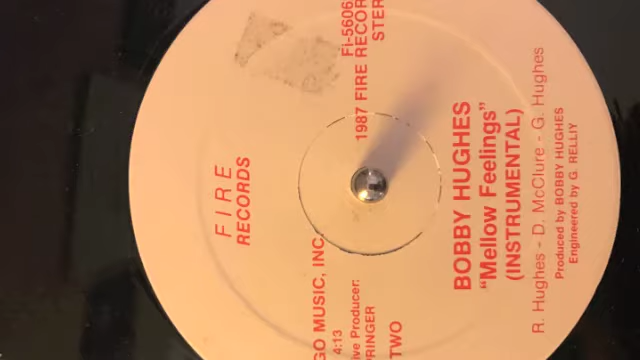 FIRE
RECORDS
GO MUSIC, INC.
4:13
ive Producer:
PRINGER
TWO
FI-5606
1987 FIRE RECOR
STER
BOBBY HUGHES
“Mellow Feelings”
(INSTRUMENTAL)
R. Hughes - D. McClure - G. Hughes
Produced by BOBBY HUGHES
Engineered by G. RELLIY